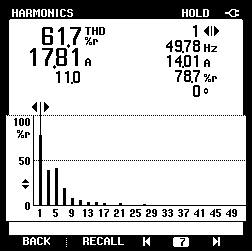 HARMONICS HOLD
61.7 THD %r 1
17.81 A 49.78 Hz
11.0 14.01 A
78.7 %r
0°
100 %r
50
0
1 5 9 13 17 21 25 29 33 37 41 45 49
BACK RECALL ?